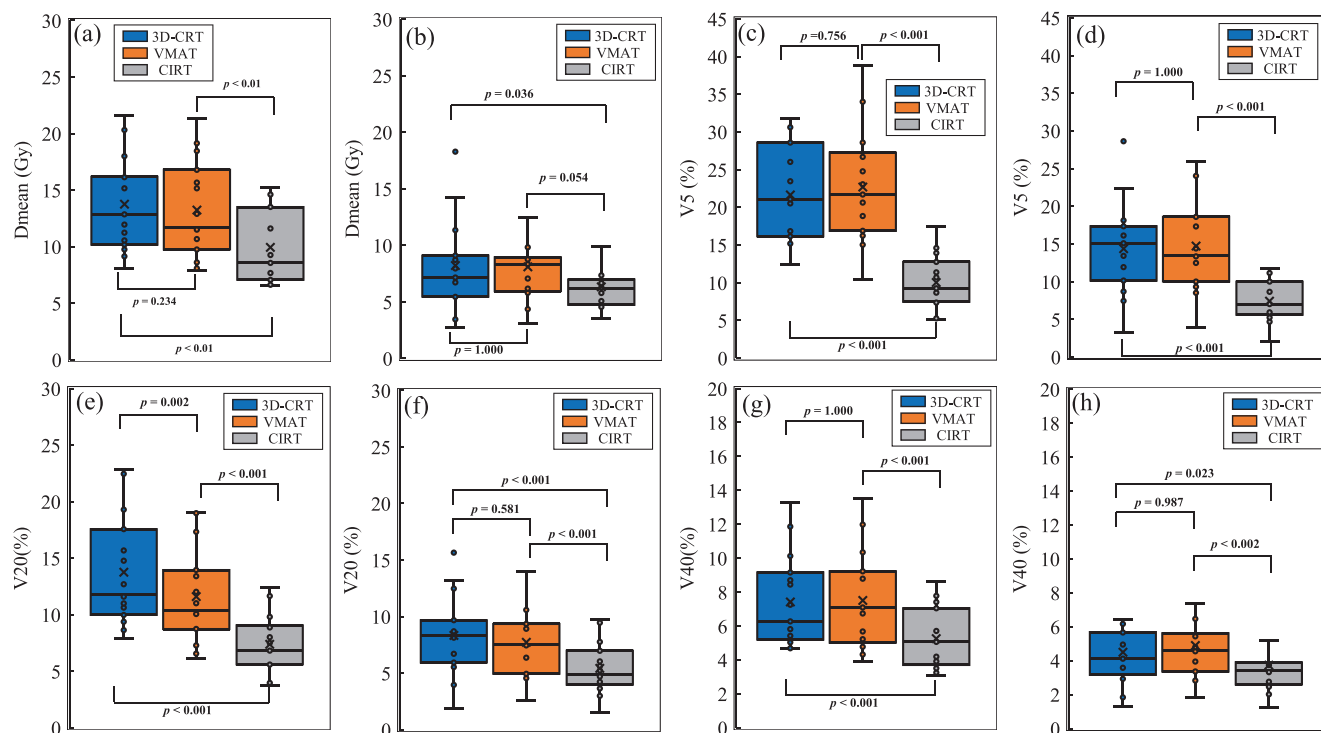 (a)
3D-CRT
VMAT
CIRT
p < 0.01
p = 0.234
p < 0.01
Dmean (Gy)
30
25
20
15
10
5
0
(b)
3D-CRT
VMAT
CIRT
p = 0.036
p = 0.054
p = 1.000
Dmean (Gy)
30
25
20
15
10
5
0
(c)
p =0.756
p < 0.001
3D-CRT
VMAT
CIRT
p < 0.001
V5 (%)
45
40
35
30
25
20
15
10
5
0
(d)
3D-CRT
VMAT
CIRT
p = 1.000
p < 0.001
p < 0.001
V5 (%)
45
40
35
30
25
20
15
10
5
0
(e)
3D-CRT
VMAT
CIRT
p = 0.002
p < 0.001
p < 0.001
V20(%)
30
25
20
15
10
5
0
(f)
3D-CRT
VMAT
CIRT
p < 0.001
p = 0.581
p < 0.001
V20 (%)
30
25
20
15
10
5
0
(g)
3D-CRT
VMAT
CIRT
p = 1.000
p < 0.001
p < 0.001
V40(%)
20
18
16
14
12
10
8
6
4
2
0
(h)
3D-CRT
VMAT
CIRT
p = 0.023
p = 0.987
p < 0.002
V40 (%)
20
18
16
14
12
10
8
6
4
2
0